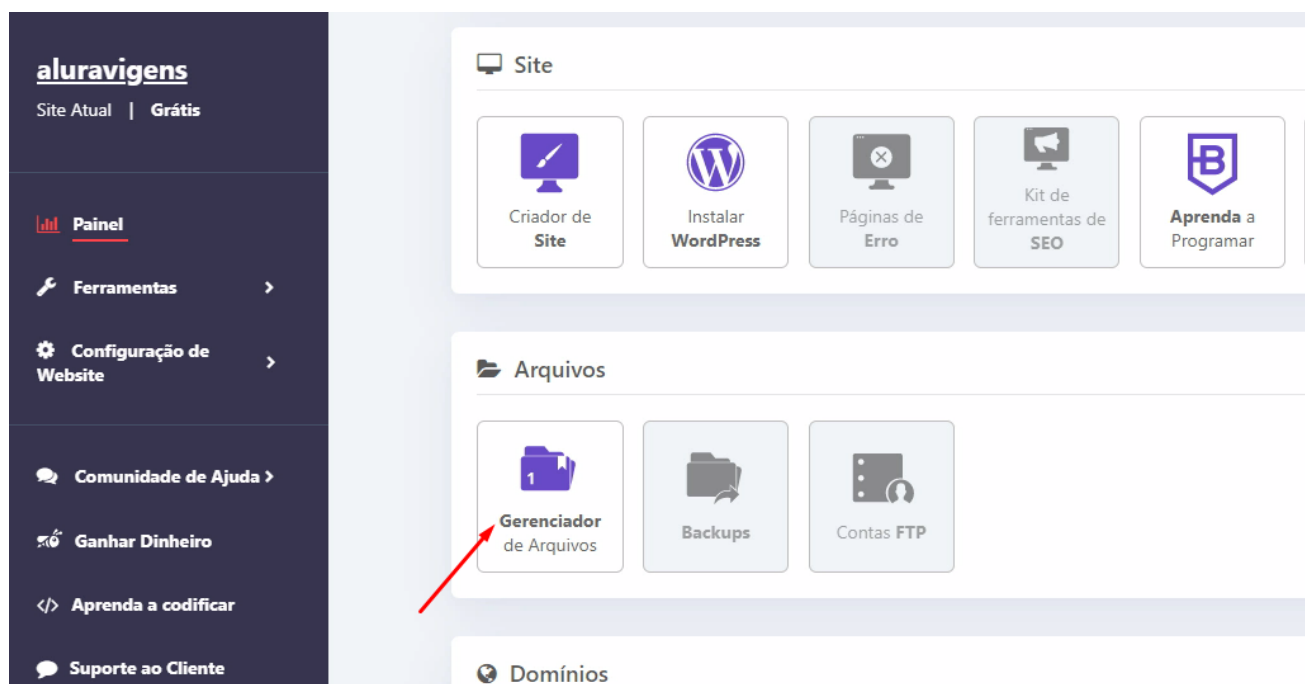 aluravigens
Site Atual | Grátis
Painel
Ferramentas
Configuração de
Website
Comunidade de Ajuda
Ganhar Dinheiro
</> Aprenda a codificar
Suporte ao Cliente
Site
Criador de
Site
Instalar
WordPress
Páginas de
Erro
Kit de
ferramentas de
SEO
Aprenda a
Programar
Arquivos
1
Gerenciador
de Arquivos
Backups
Contas FTP
Domínios